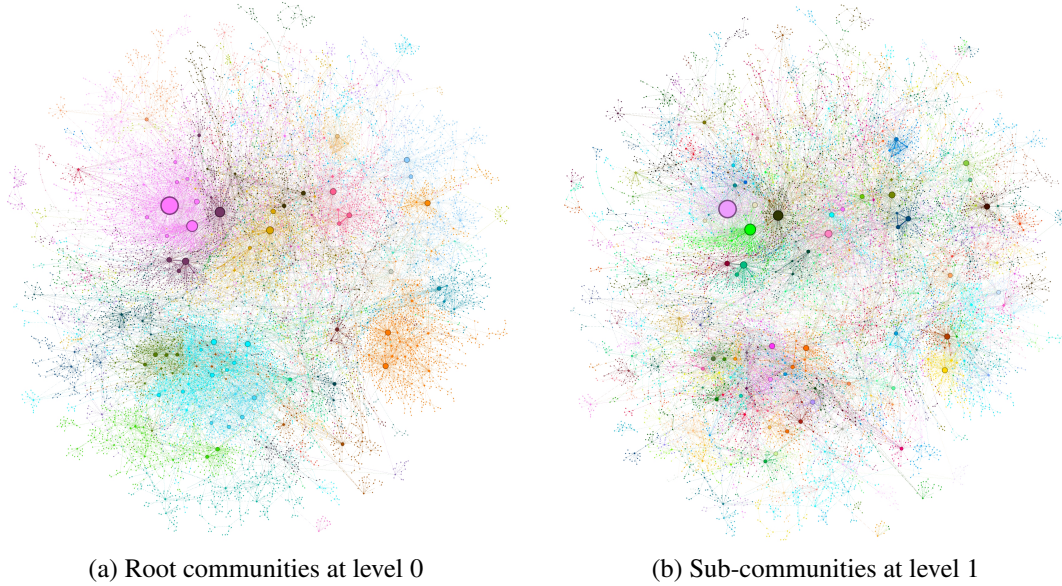 (a) Root communities at level 0
(b) Sub-communities at level 1